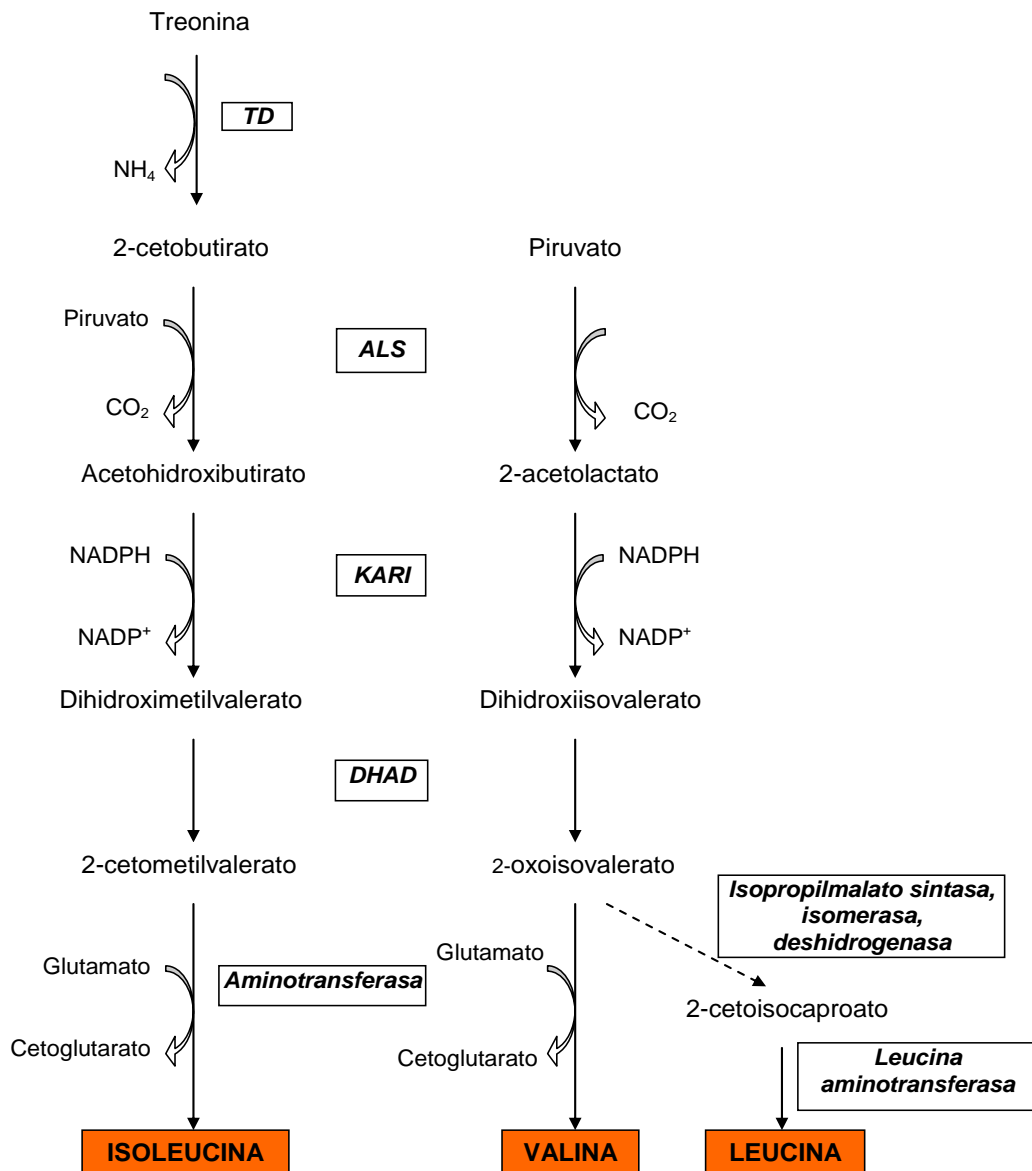 Treonina
TD
NH₄
2-cetobutirato
Piruvato
Piruvato
ALS
CO₂
CO₂
Acetohidroxibutirato
2-acetolactato
NADPH
KARI
NADPH
NADP⁺
NADP⁺
Dihidroximetilvalerato
Dihidroxiisovalerato
DHAD
2-cetometilvalerato
2-oxoisovalerato
Isopropilmalato sintasa,
isomerasa,
deshidrogenasa
Glutamato
Aminotransferasa
Glutamato
2-cetoisocaproato
Cetoglutarato
Cetoglutarato
Leucina
aminotransferasa
ISOLEUCINA
VALINA
LEUCINA